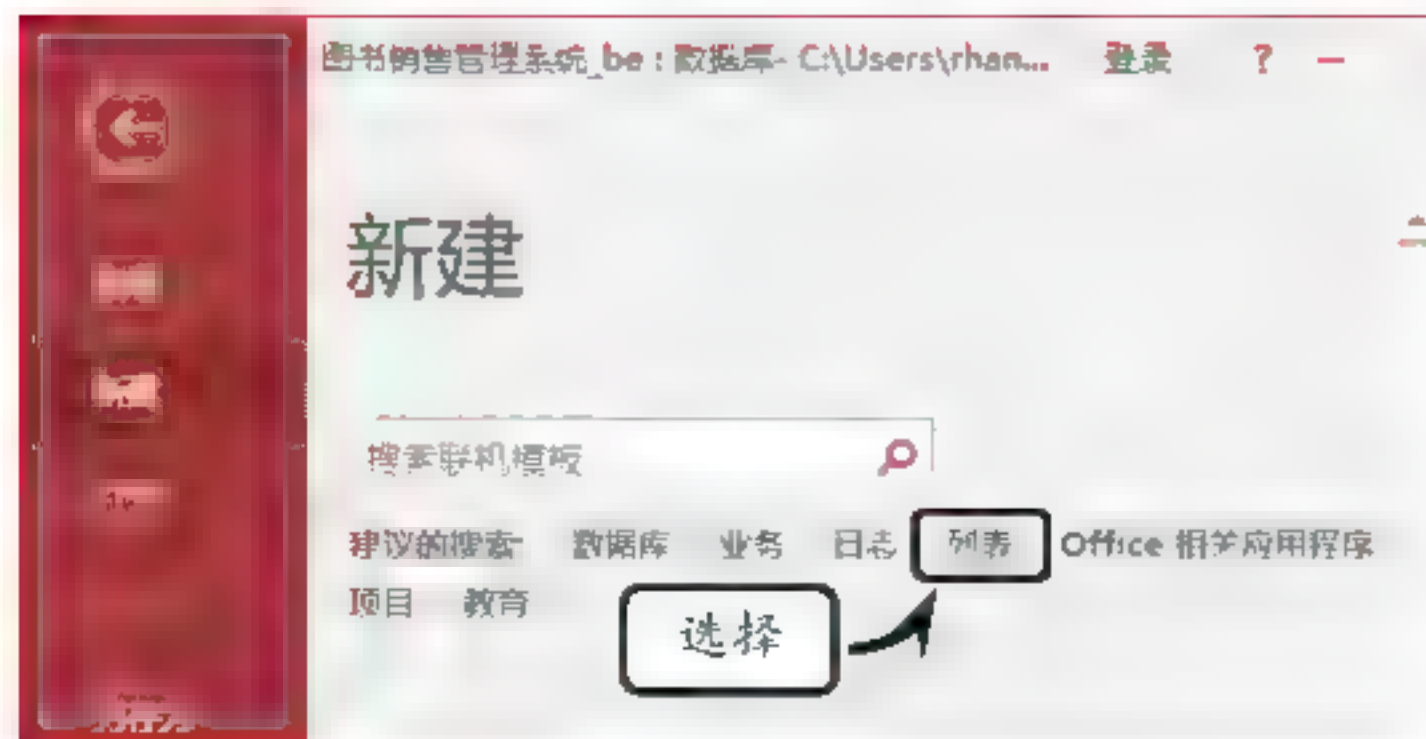 图书销售管理系统_be : 数据库- C:\Users\rhan... 登录 ? —
新建
搜索联机模板
建议的搜索: 数据库 业务 日志 列表 Office 相关应用程序
项目 教育
选择